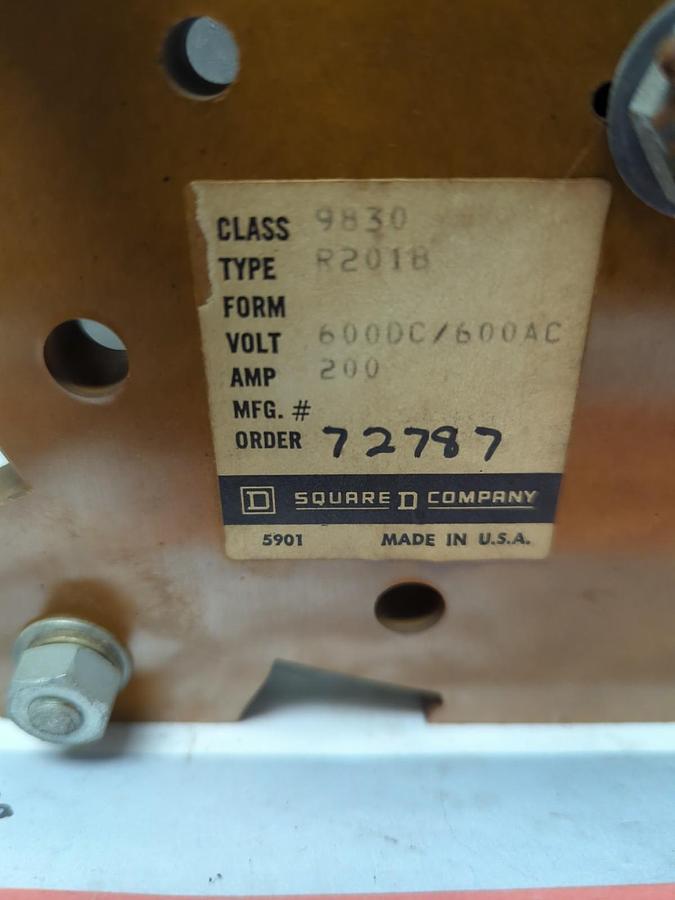 CLASS 9830
TYPE R201B
FORM
VOLT 600DC/600AC
AMP 200
MFG. #
ORDER 72787
D SQUARE D COMPANY
5901 MADE IN U.S.A.